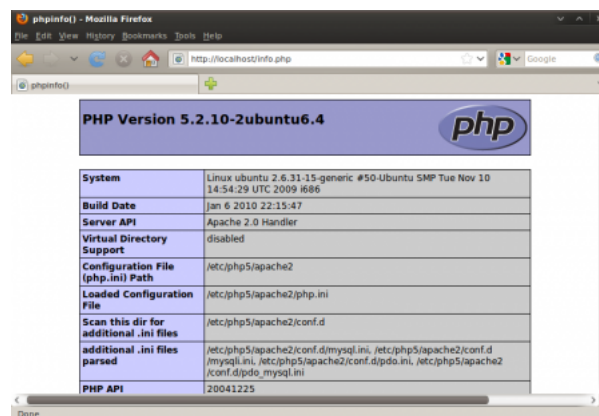 phpinfo() - Mozilla Firefox
File Edit View History Bookmarks Tools Help
http://localhost/info.php Google
phpinfo()
PHP Version 5.2.10-2ubuntu6.4 php
System Linux ubuntu 2.6.31-15-generic #50-Ubuntu SMP Tue Nov 10
14:54:29 UTC 2009 i686
Build Date Jan 6 2010 22:15:47
Server API Apache 2.0 Handler
Virtual Directory disabled
Support
Configuration File /etc/php5/apache2
(php.ini) Path
Loaded Configuration /etc/php5/apache2/php.ini
File
Scan this dir for /etc/php5/apache2/conf.d
additional .ini files
additional .ini files /etc/php5/apache2/conf.d/mysql.ini, /etc/php5/apache2/conf.d
parsed /mysqli.ini, /etc/php5/apache2/conf.d/pdo.ini, /etc/php5/apache2
/conf.d/pdo_mysql.ini
PHP API 20041225
Done